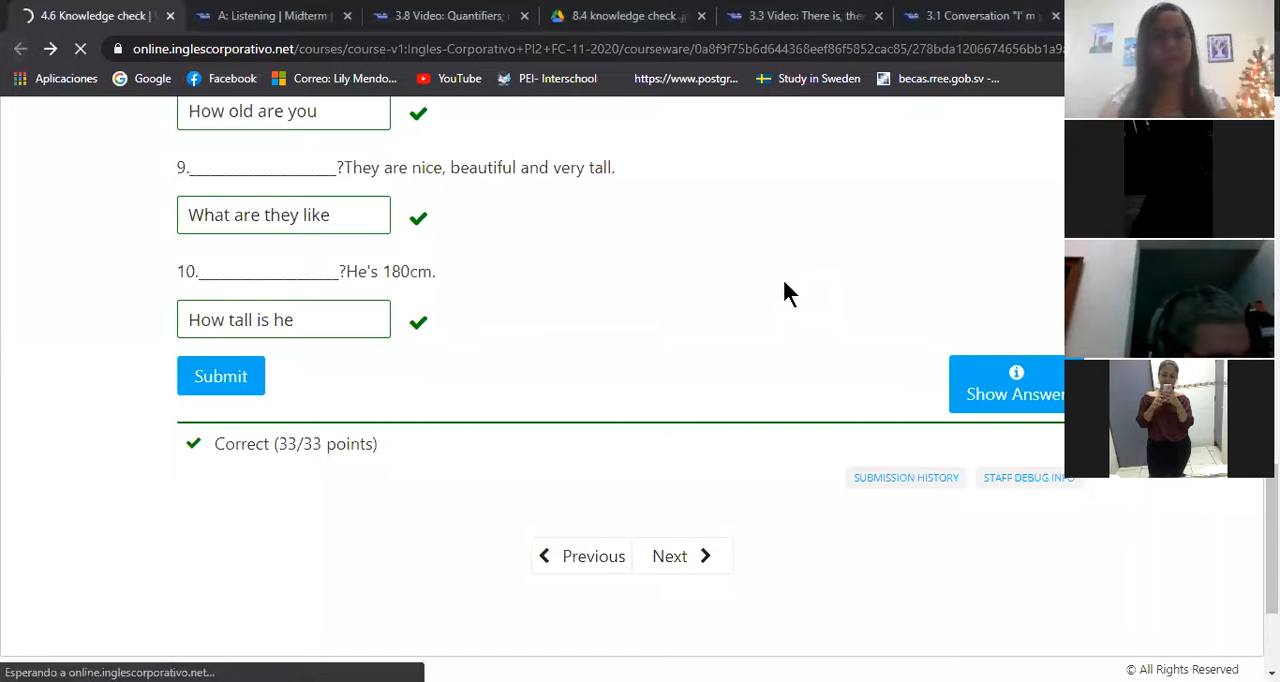 4.6 Knowledge check |
A: Listening | Midterm
3.8 Video: Quantifiers,
8.4 knowledge check .j
3.3 Video: There is, the
3.1 Conversation "I' m
online.inglescorporativo.net/courses/course-v1:Ingles-Corporativo+PI2+FC-11-2020/courseware/0a8f9f75b6d644368eef86f5852cac85/278bda1206674656bb1a9a
Aplicaciones
Google
Facebook
Correo: Lily Mendo...
YouTube
PEI- Interschool
https://www.postgr...
Study in Sweden
becas.rree.gob.sv -...
How old are you
9.__________________?They are nice, beautiful and very tall.
What are they like
10.__________________?He's 180cm.
How tall is he
Submit
Show Answer
Correct (33/33 points)
SUBMISSION HISTORY
STAFF DEBUG INFO
Previous
Next
Esperando a online.inglescorporativo.net...
© All Rights Reserved